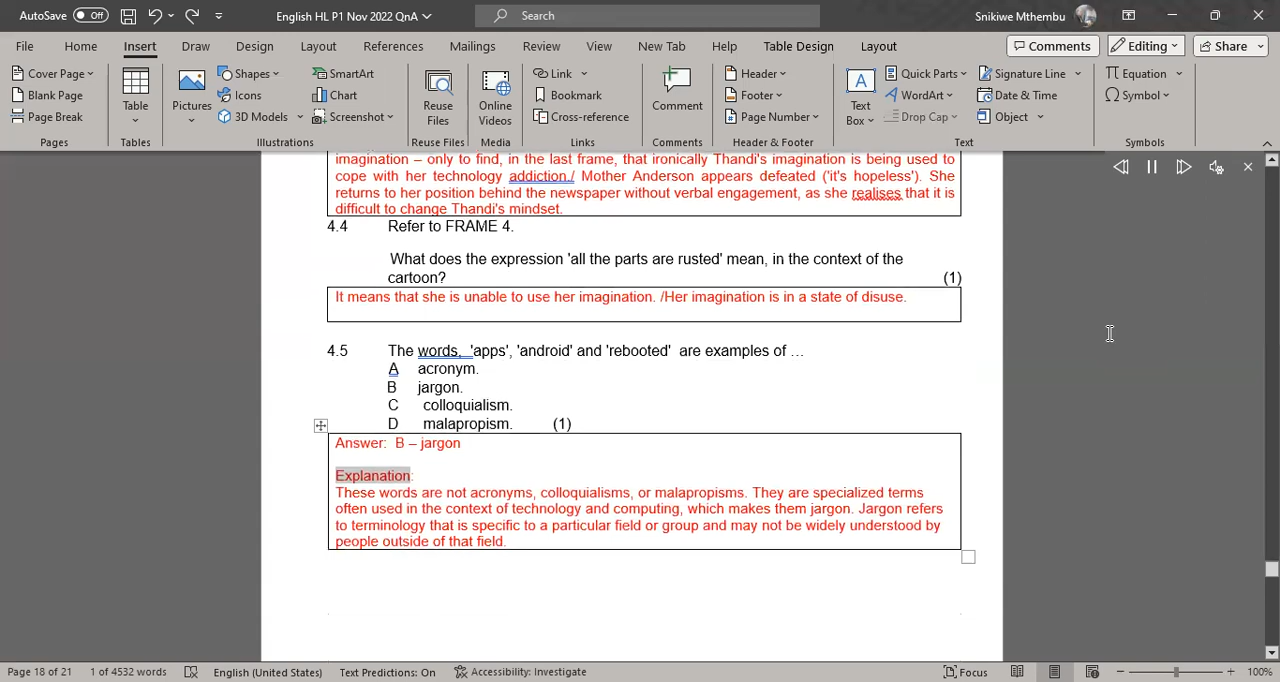 AutoSave Off English HL P1 Nov 2022 QnA Search Snikiwe Mthembu
File Home Insert Draw Design Layout References Mailings Review View New Tab Help Table Design Layout Comments Editing Share
Cover Page
Blank Page
Page Break
Pages
Table
Tables
Pictures
Shapes
Icons
3D Models
SmartArt
Chart
Screenshot
Illustrations
Reuse
Files
Reuse Files
Online
Videos
Media
Link
Bookmark
Cross-reference
Links
Comment
Comments
Header
Footer
Page Number
Header & Footer
Text
Box
Quick Parts
WordArt
Drop Cap
Signature Line
Date & Time
Object
Text
Equation
Symbol
Symbols
imagination – only to find, in the last frame, that ironically Thandi's imagination is being used to
cope with her technology addiction./ Mother Anderson appears defeated ('it's hopeless'). She
returns to her position behind the newspaper without verbal engagement, as she realises that it is
difficult to change Thandi's mindset.
4.4 Refer to FRAME 4.
What does the expression 'all the parts are rusted' mean, in the context of the
cartoon? (1)
It means that she is unable to use her imagination. /Her imagination is in a state of disuse.
4.5 The words, 'apps', 'android' and 'rebooted' are examples of …
A acronym.
B jargon.
C colloquialism.
D malapropism. (1)
Answer: B – jargon
Explanation:
These words are not acronyms, colloquialisms, or malapropisms. They are specialized terms
often used in the context of technology and computing, which makes them jargon. Jargon refers
to terminology that is specific to a particular field or group and may not be widely understood by
people outside of that field.
Page 18 of 21 1 of 4532 words English (United States) Text Predictions: On Accessibility: Investigate Focus 100%